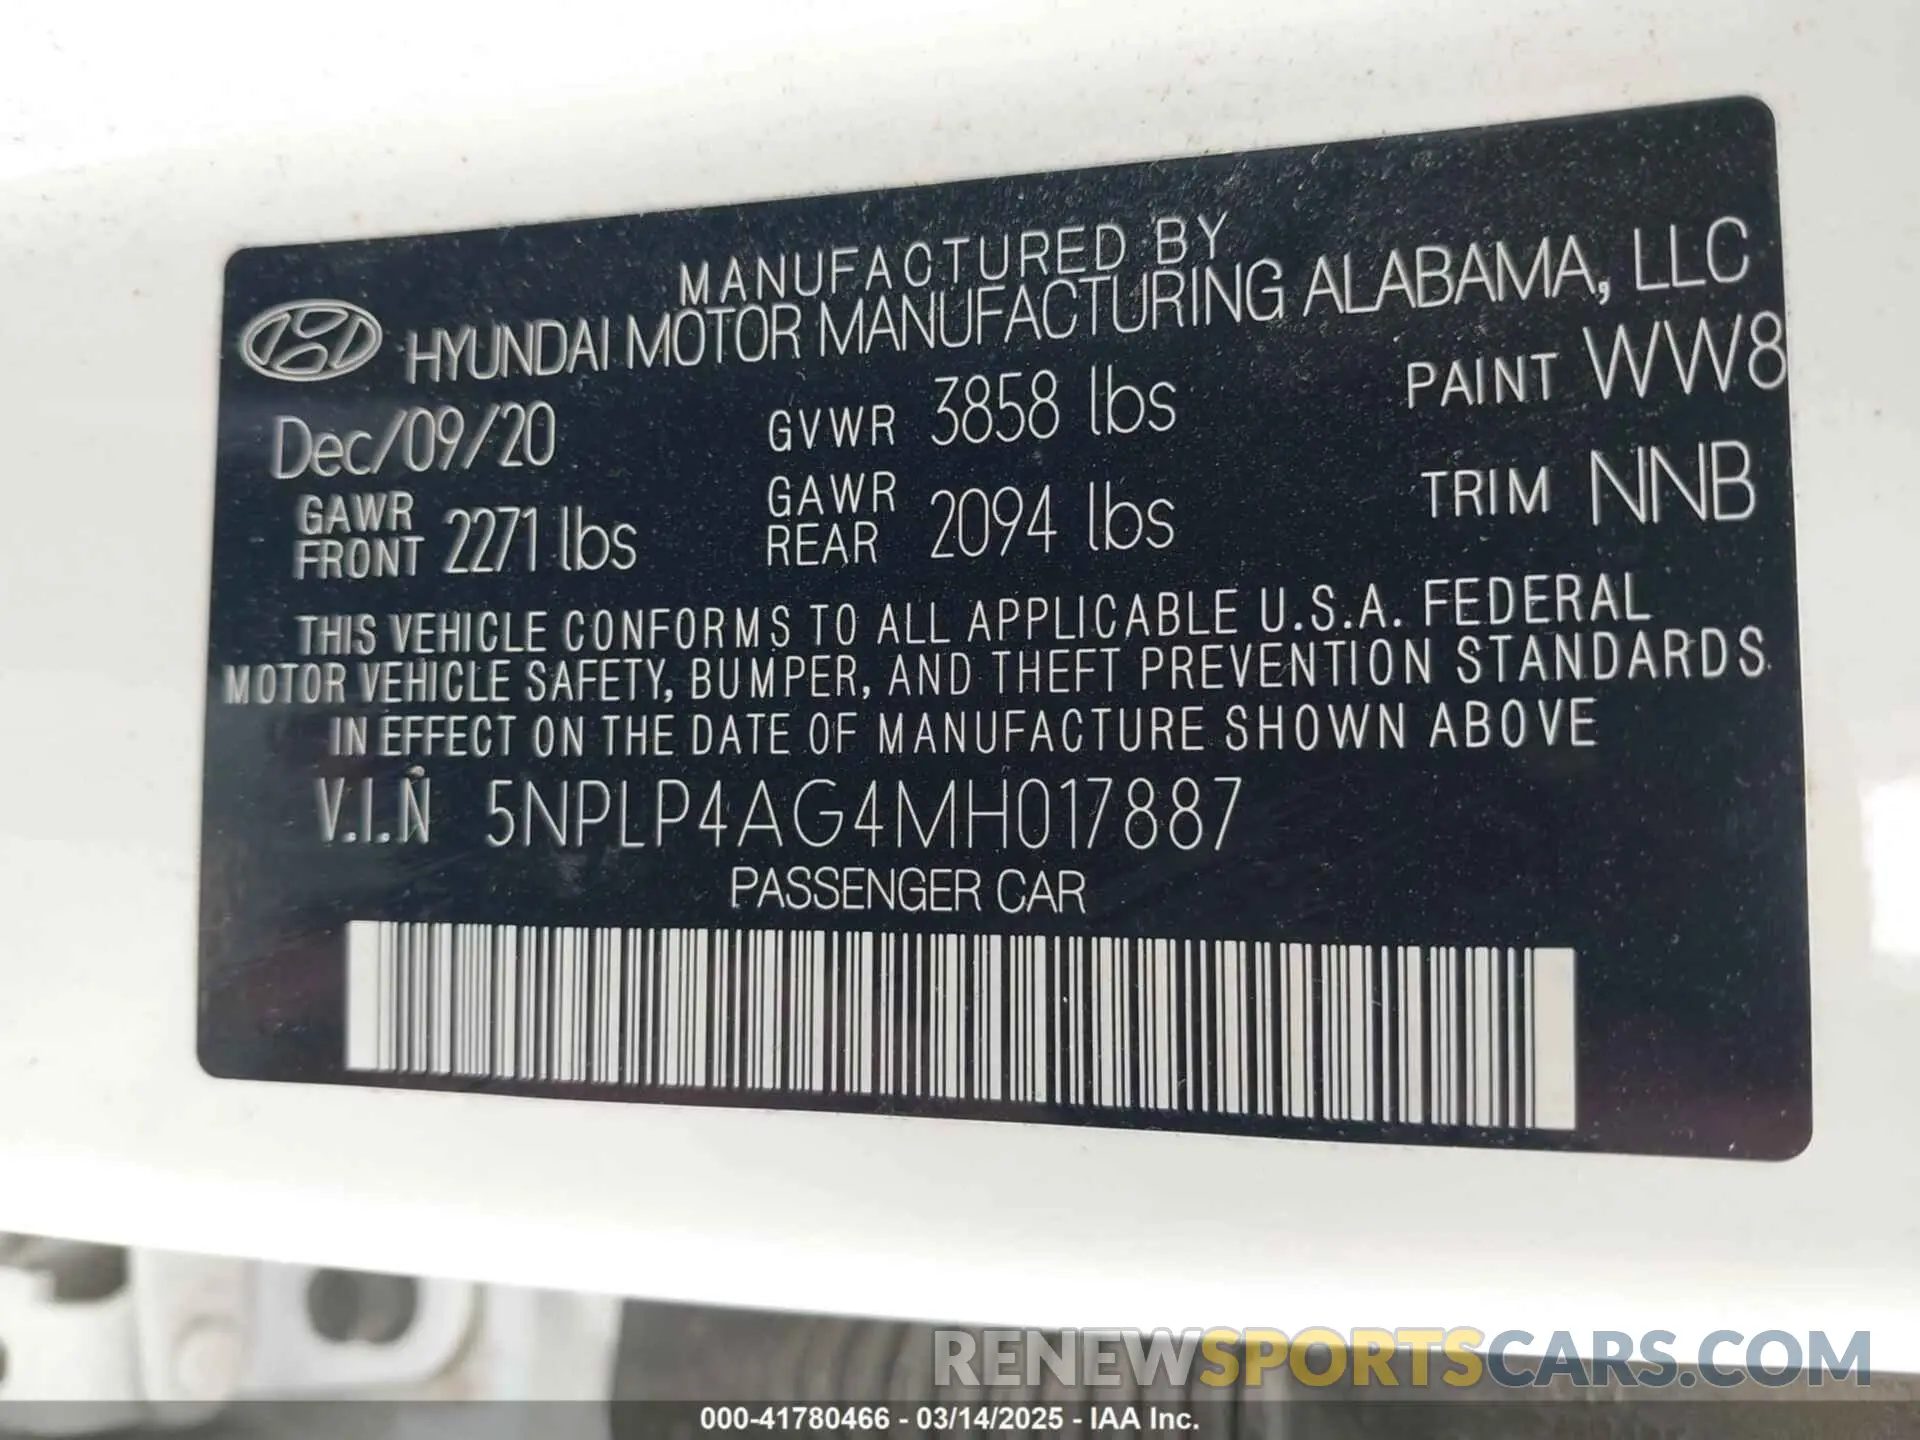 MANUFACTURED BY
HYUNDAI MOTOR MANUFACTURING ALABAMA, LLC
Dec/09/20 GVWR 3858 lbs PAINT WW8
GAWR FRONT 2271 lbs GAWR REAR 2094 lbs TRIM NNB
THIS VEHICLE CONFORMS TO ALL APPLICABLE U.S.A. FEDERAL
MOTOR VEHICLE SAFETY, BUMPER, AND THEFT PREVENTION STANDARDS
IN EFFECT ON THE DATE OF MANUFACTURE SHOWN ABOVE
V.I.N 5NPLP4AG4MH017887
PASSENGER CAR
RENEWSPORTSCARS.COM
000-41780466 - 03/14/2025 - IAA Inc.